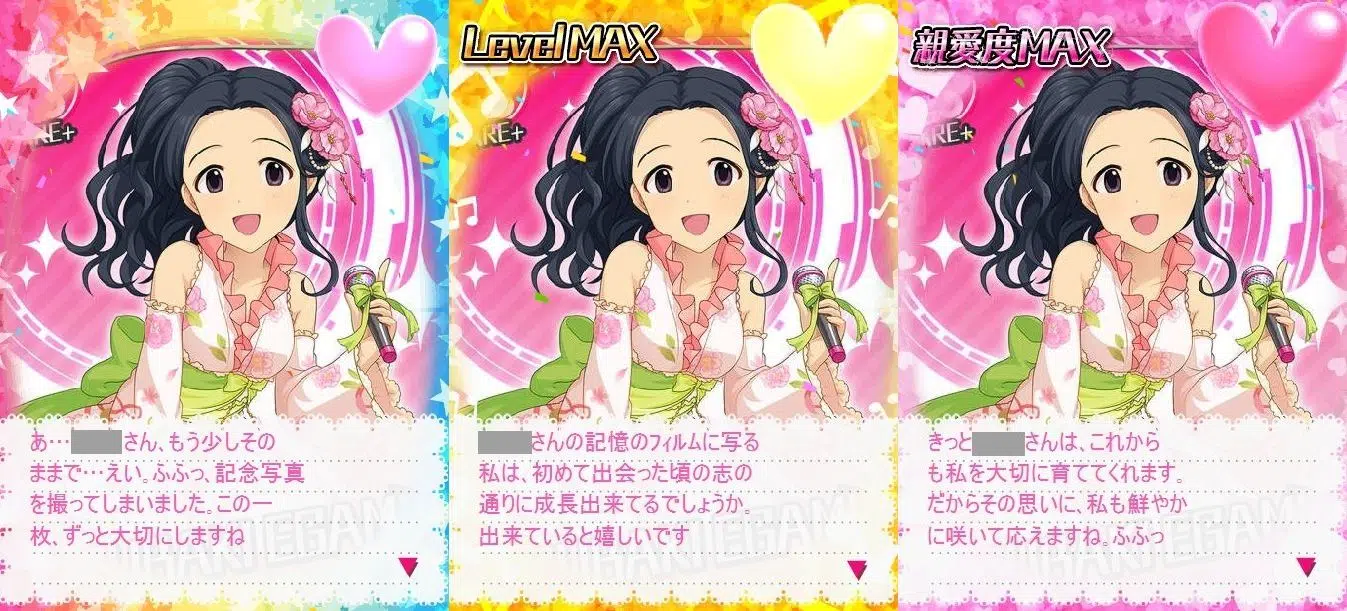 RE+
あ…さん、もう少しその
ままで…えい。ふふっ、記念写真
を撮ってしまいました。この一
枚、ずっと大切にしますね
Level MAX
ARE+
さんの記憶のフィルムに写る
私は、初めて出会った頃の志の
通りに成長出来てるでしょうか。
出来ていると嬉しいです
親愛度MAX
ARE+
きっとさんは、これから
も私を大切に育ててくれます。
だからその思いに、私も鮮やか
に咲いて応えますね。ふふっ